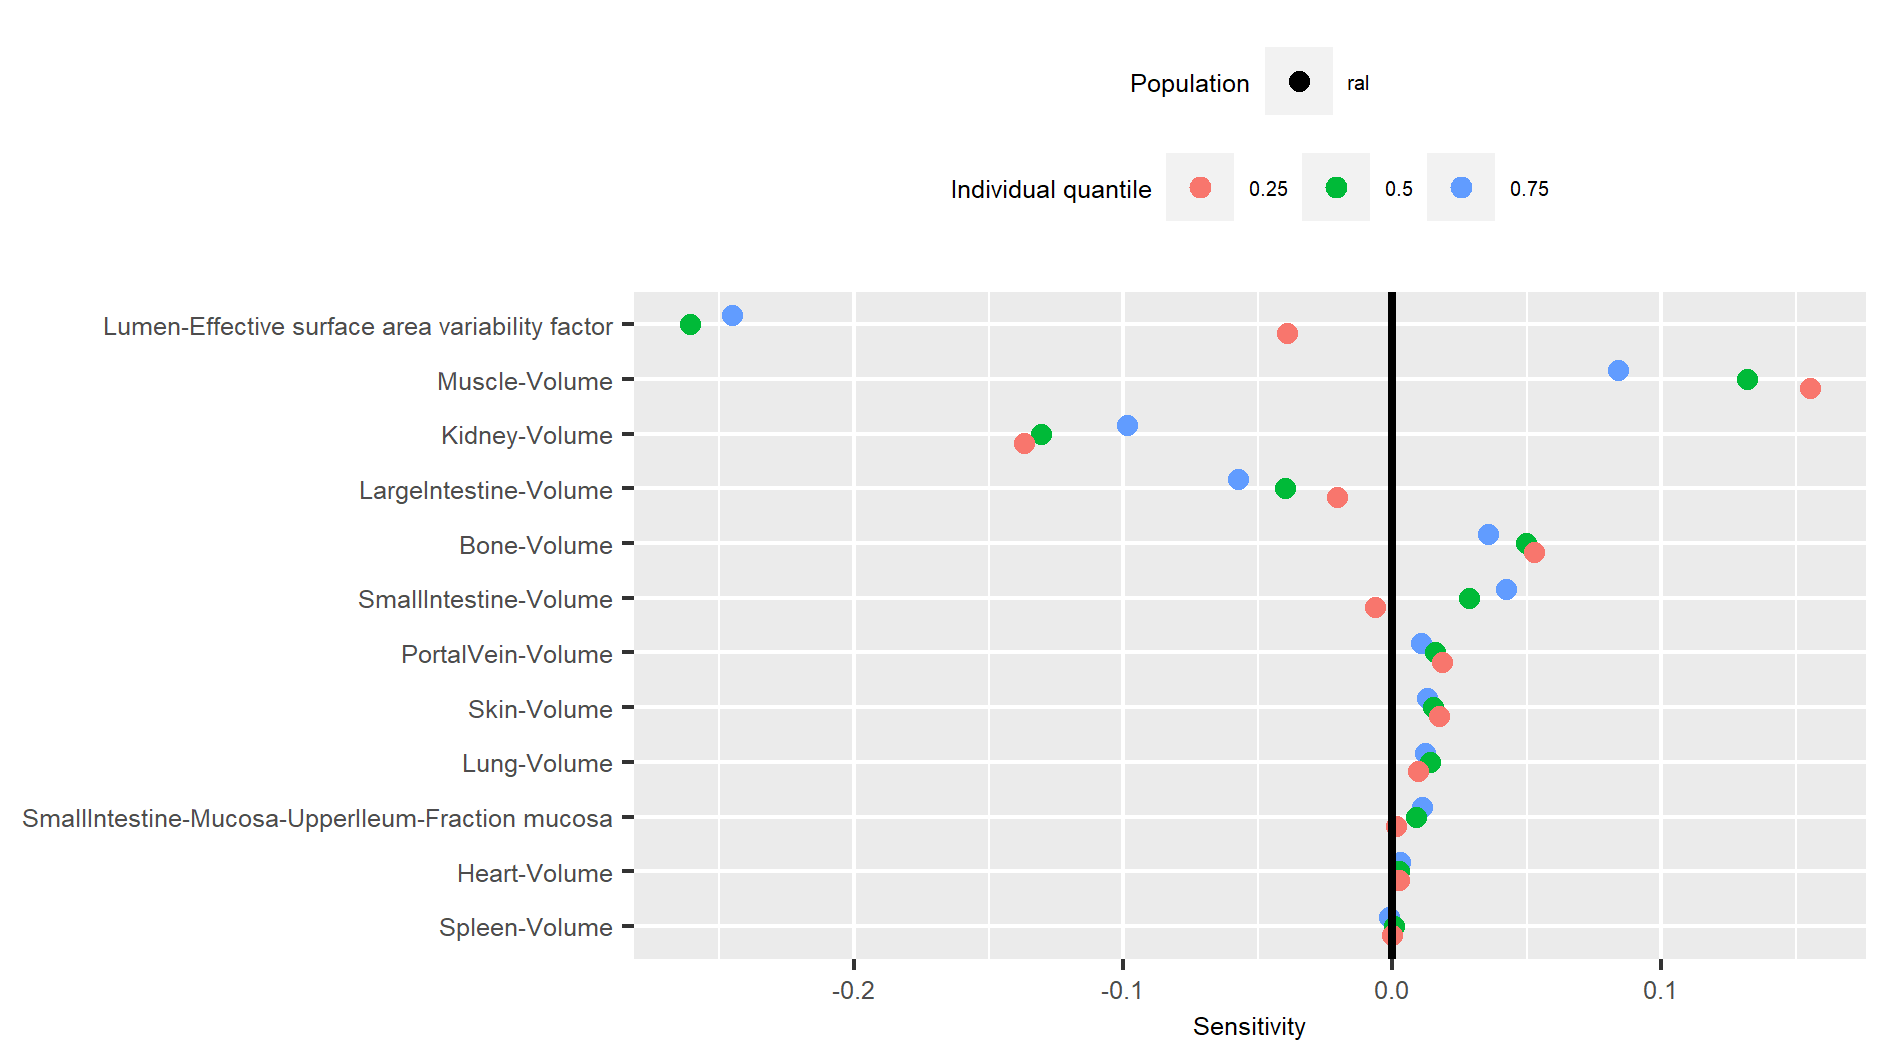 Population ral
Individual quantile 0.25 0.5 0.75
Lumen-Effective surface area variability factor
Muscle-Volume
Kidney-Volume
LargeIntestine-Volume
Bone-Volume
SmallIntestine-Volume
PortalVein-Volume
Skin-Volume
Lung-Volume
SmallIntestine-Mucosa-UpperIleum-Fraction mucosa
Heart-Volume
Spleen-Volume
-0.2 -0.1 0.0 0.1
Sensitivity